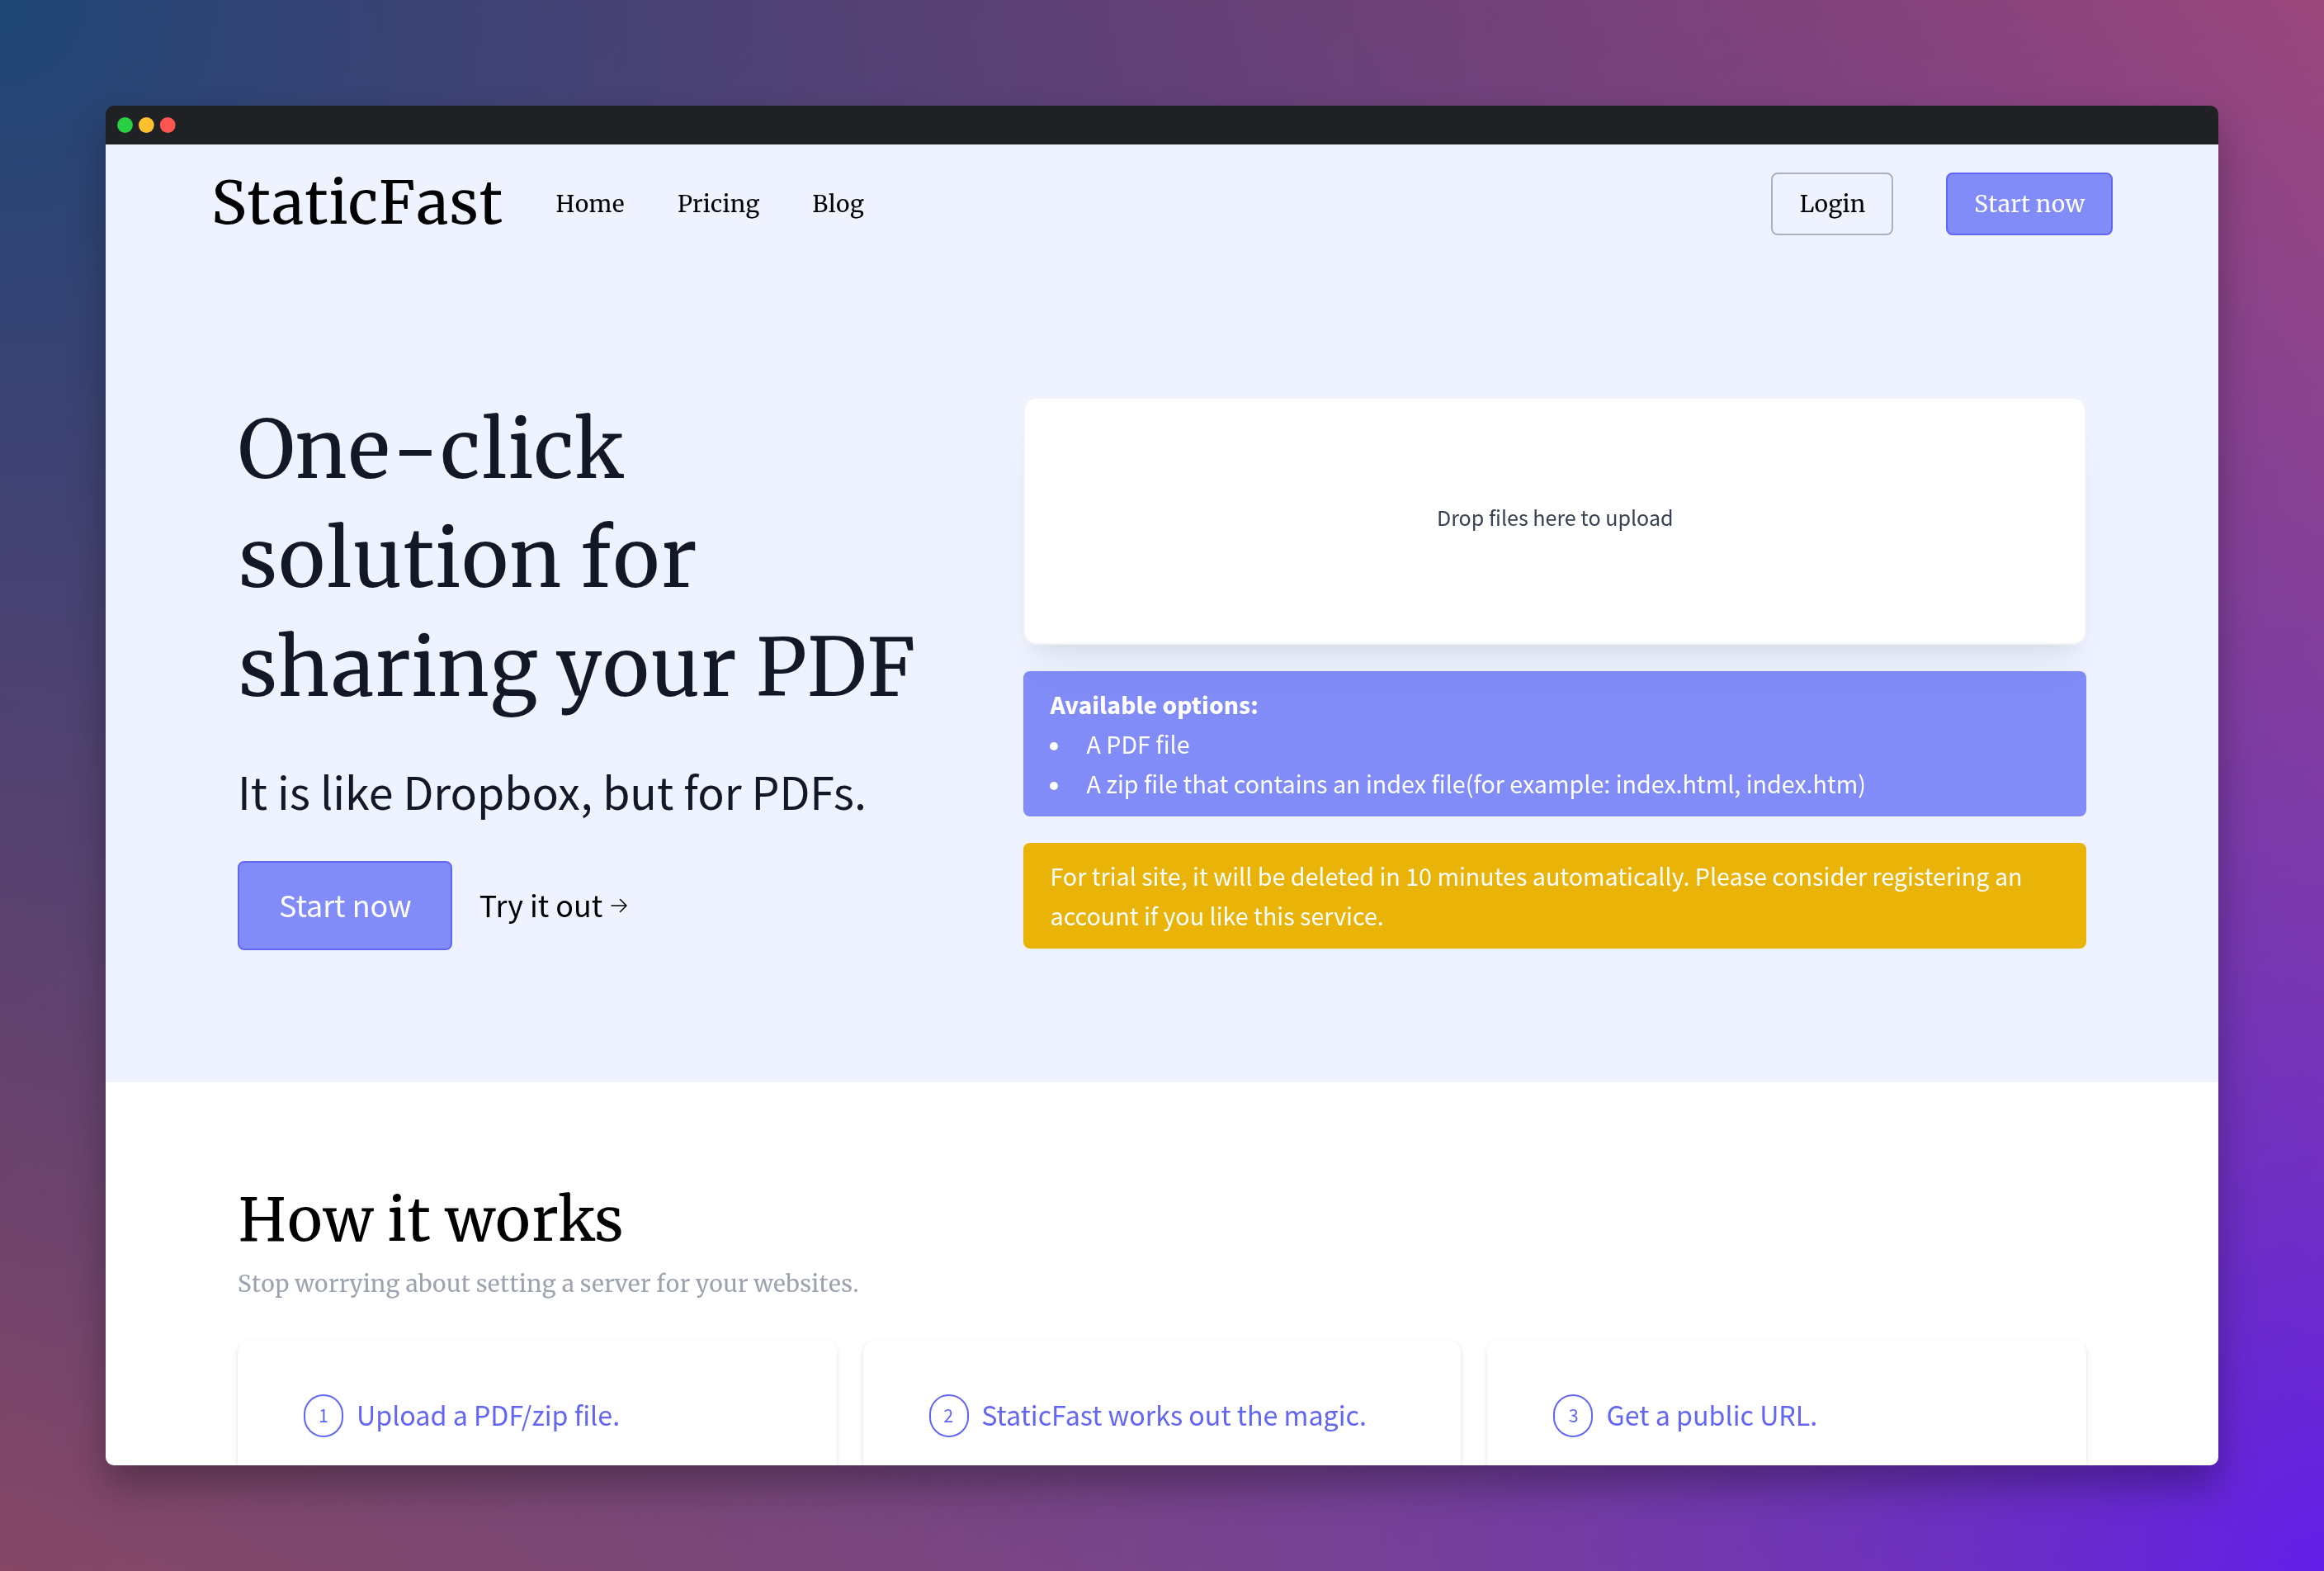 StaticFast
Home
Pricing
Blog
Login
Start now
One-click
solution for
sharing your PDF
It is like Dropbox, but for PDFs.
Start now
Try it out →
Drop files here to upload
Available options:
• A PDF file
• A zip file that contains an index file(for example: index.html, index.htm)
For trial site, it will be deleted in 10 minutes automatically. Please consider registering an
account if you like this service.
How it works
Stop worrying about setting a server for your websites.
1 Upload a PDF/zip file.
2 StaticFast works out the magic.
3 Get a public URL.